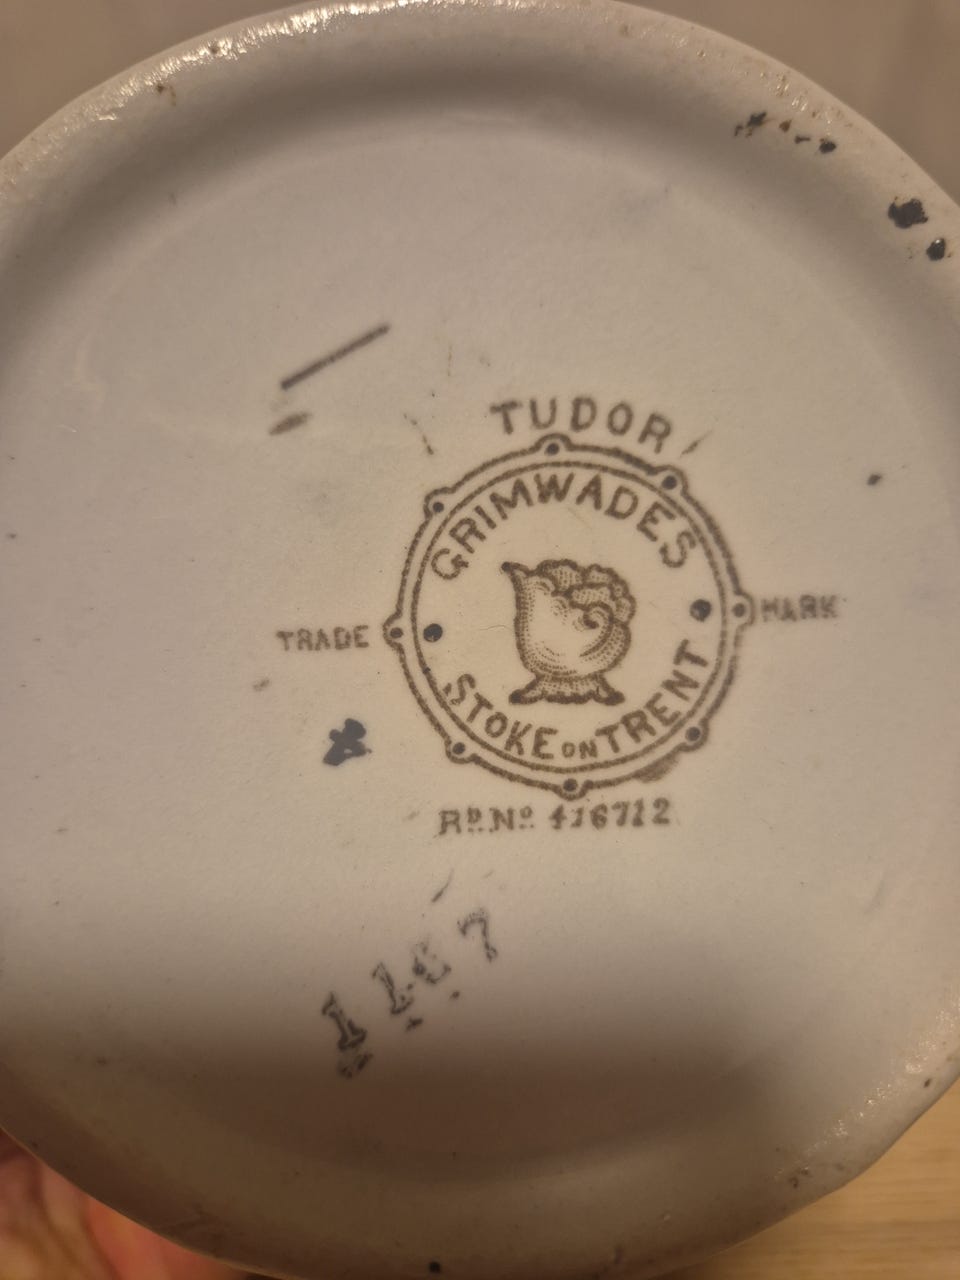 TUDOR
GRIMWADES
TRADE MARK
STOKE ON TRENT
RD. No. 416712